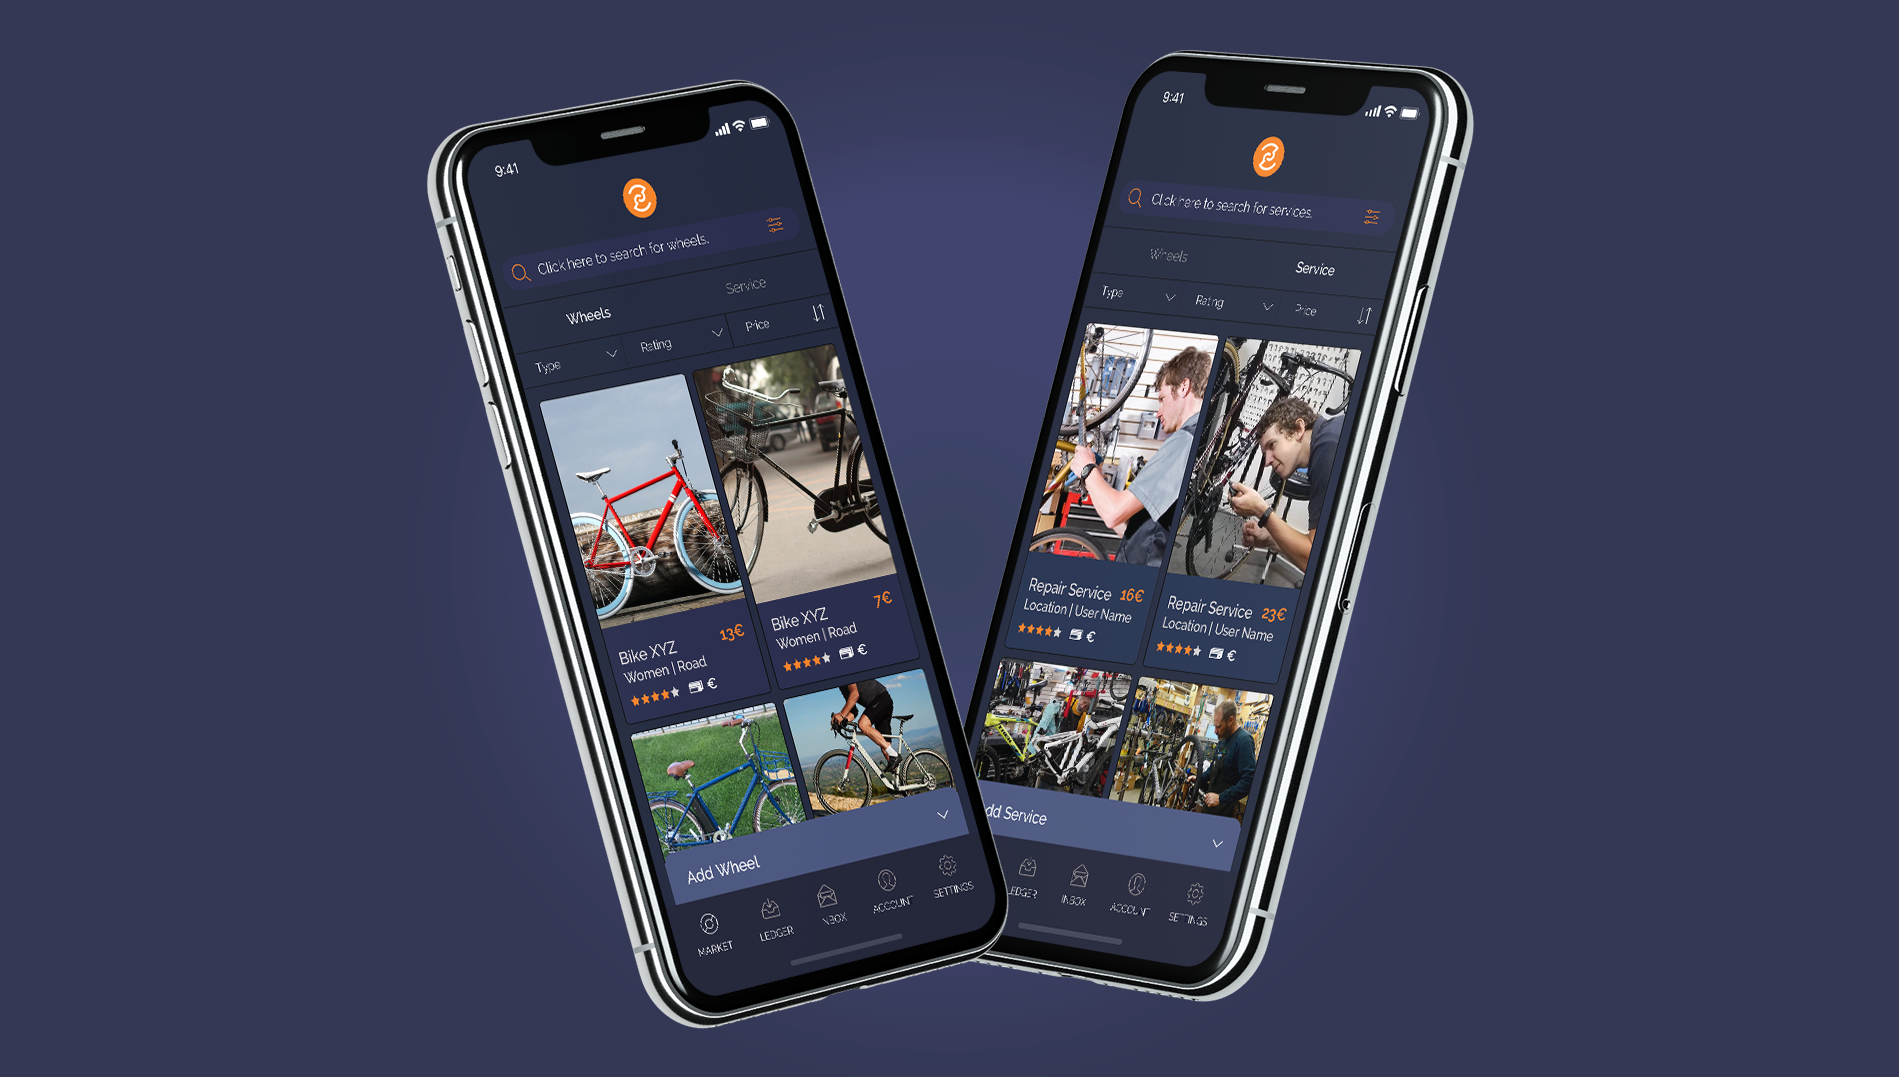 9:41
Click here to search for wheels.
Wheels
Service
Type
Rating
Price
Bike XYZ
13€
Women | Road
€
Bike XYZ
7€
Women | Road
€
Add Wheel
MARKET
LEDGER
INBOX
ACCOUNT
SETTINGS
9:41
Click here to search for services.
Wheels
Service
Type
Rating
Price
Repair Service 16€
Location | User Name
€
Repair Service 23€
Location | User Name
€
dd Service
EDGER
INBOX
ACCOUNT
SETTINGS